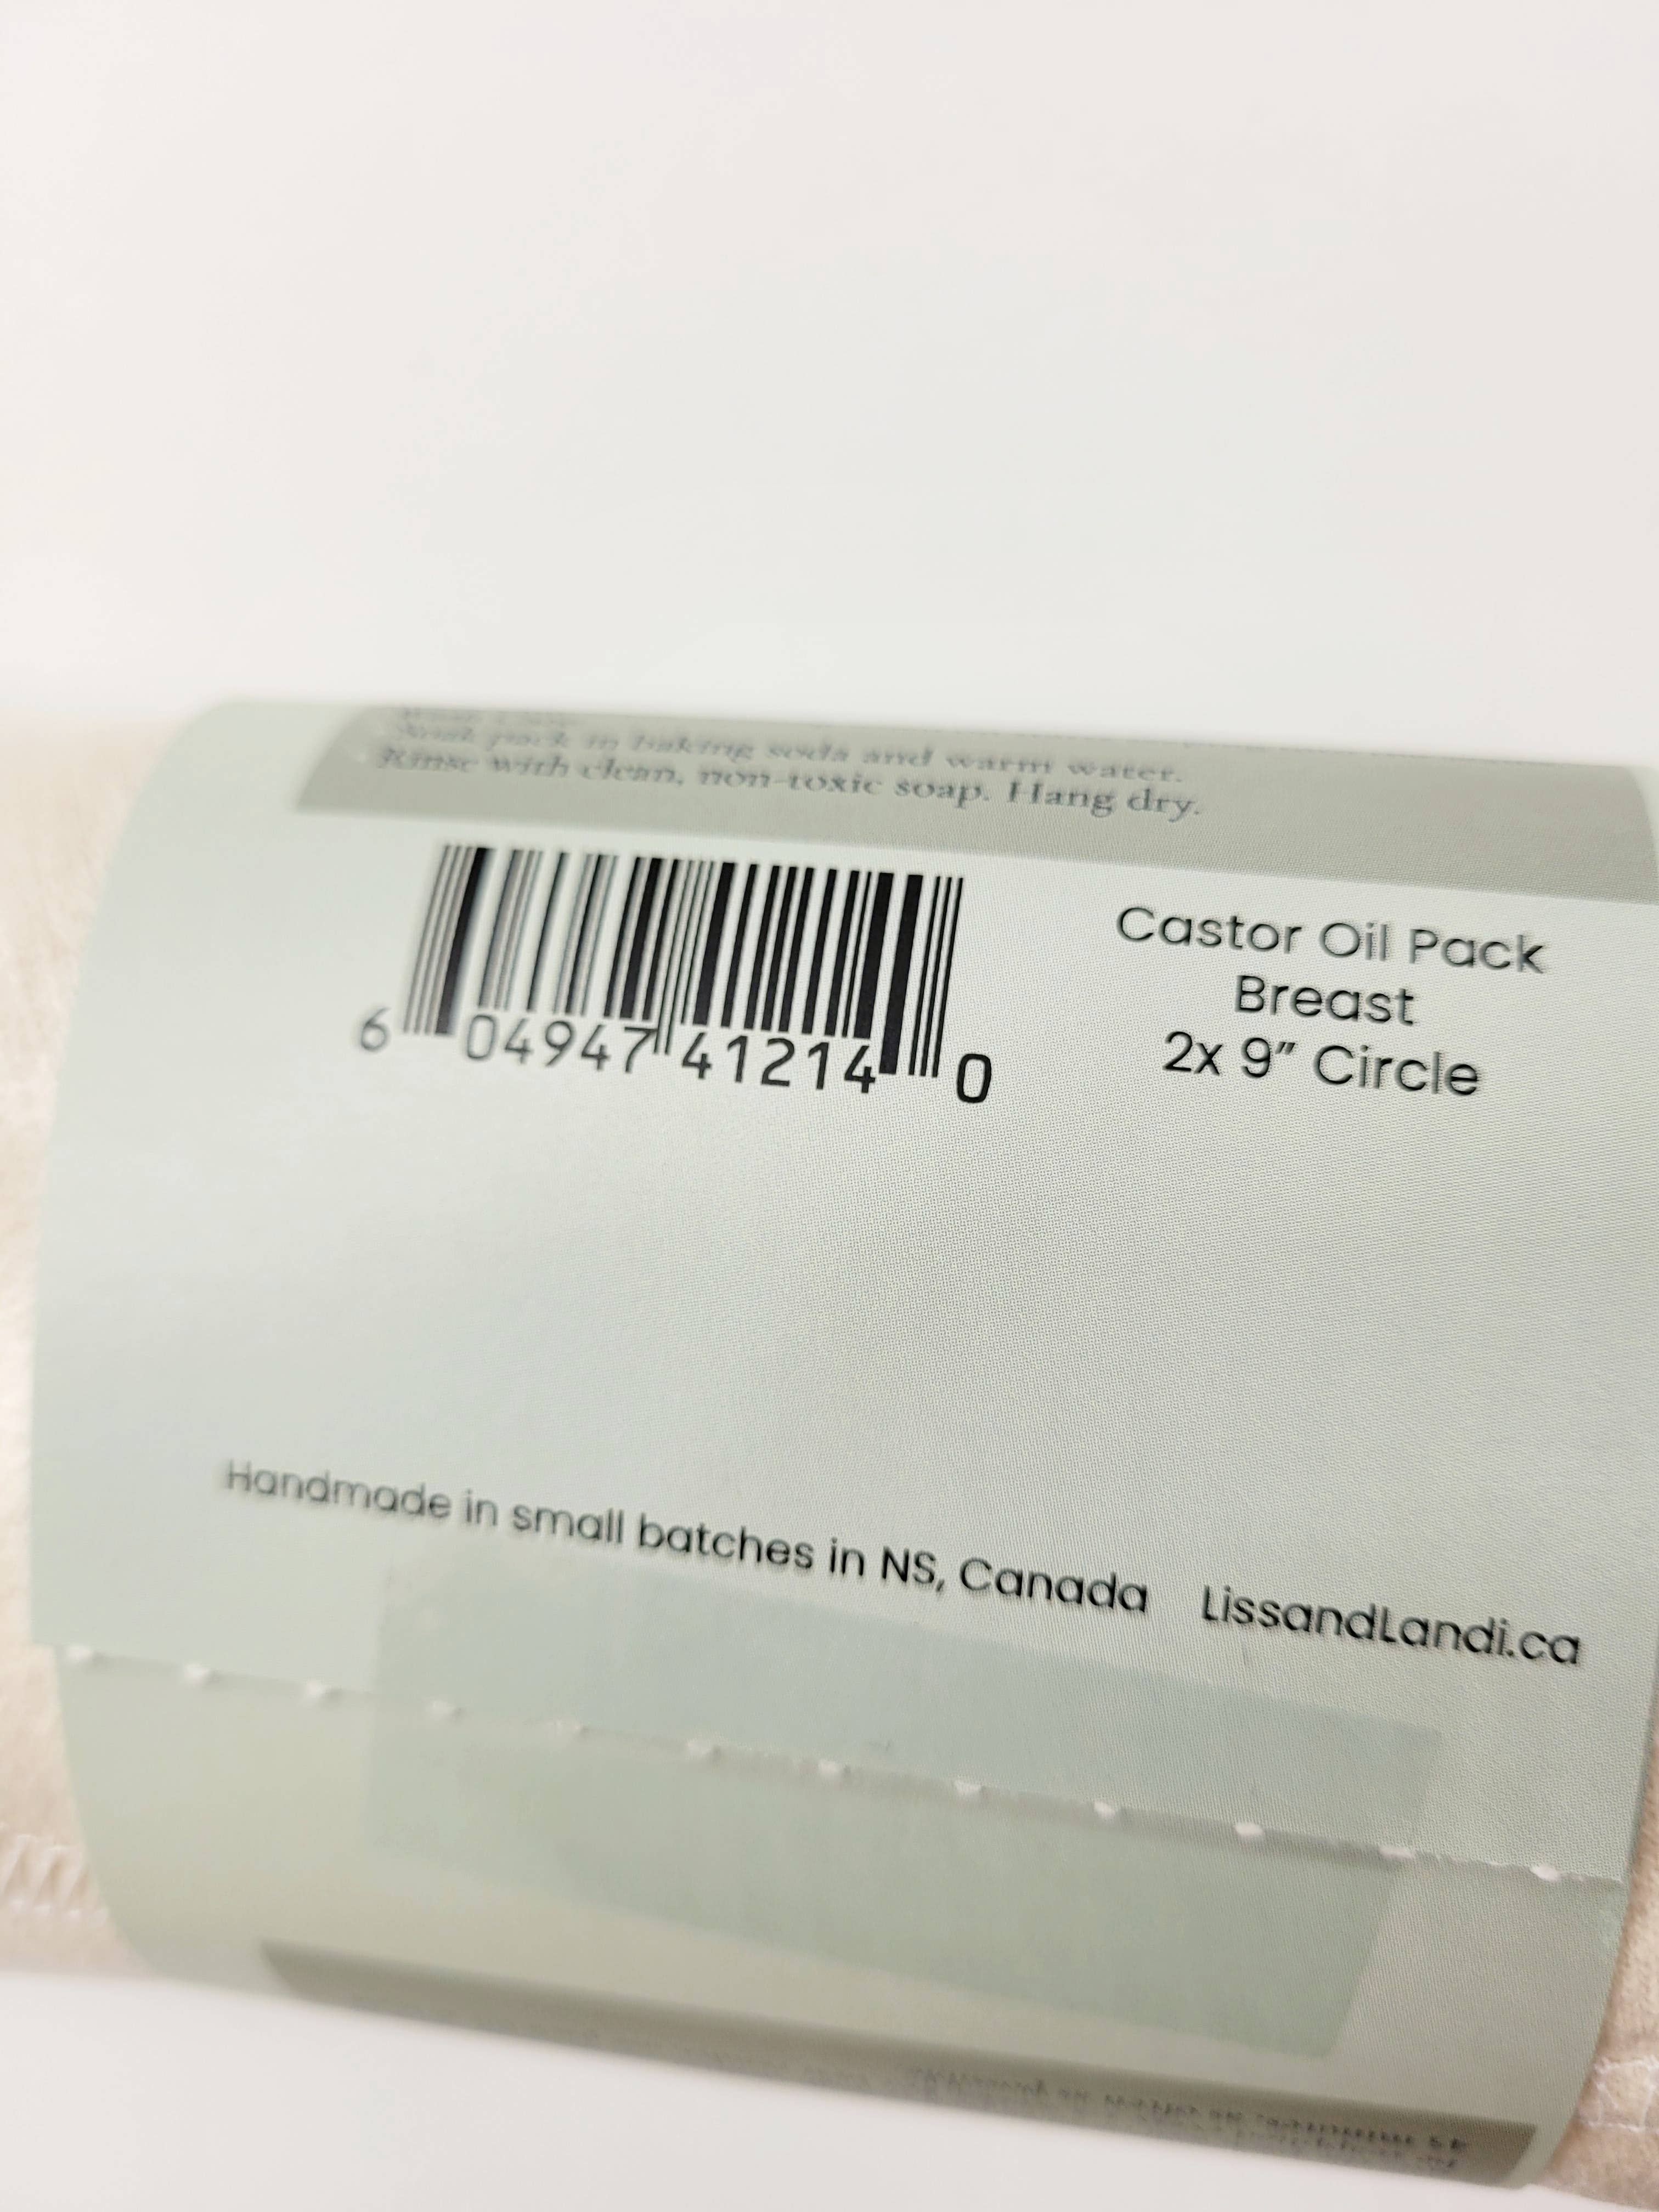 Soak pack in baking soda and warm water.
Rinse with clean, non-toxic soap. Hang dry.
6 04947 41214 0
Castor Oil Pack
Breast
2x 9” Circle
Handmade in small batches in NS, Canada LissandLandi.ca